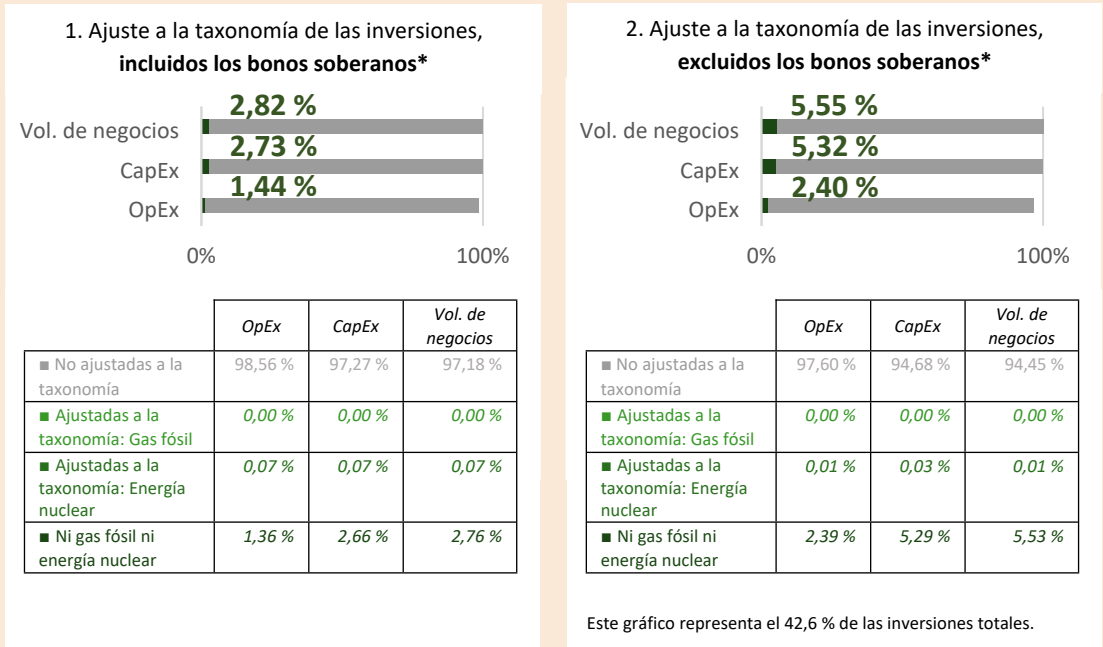 1. Ajuste a la taxonomía de las inversiones,
incluidos los bonos soberanos*
Vol. de negocios
2,82 %
CapEx
2,73 %
OpEx
1,44 %
0%
100%
OpEx CapEx Vol. de
negocios
■ No ajustadas a la 98,56 % 97,27 % 97,18 %
taxonomía
■ Ajustadas a la 0,00 % 0,00 % 0,00 %
taxonomía: Gas fósil
■ Ajustadas a la 0,07 % 0,07 % 0,07 %
taxonomía: Energía
nuclear
■ Ni gas fósil ni 1,36 % 2,66 % 2,76 %
energía nuclear
2. Ajuste a la taxonomía de las inversiones,
excluidos los bonos soberanos*
Vol. de negocios
5,55 %
CapEx
5,32 %
OpEx
2,40 %
0%
100%
OpEx CapEx Vol. de
negocios
■ No ajustadas a la 97,60 % 94,68 % 94,45 %
taxonomía
■ Ajustadas a la 0,00 % 0,00 % 0,00 %
taxonomía: Gas fósil
■ Ajustadas a la 0,01 % 0,03 % 0,01 %
taxonomía: Energía
nuclear
■ Ni gas fósil ni 2,39 % 5,29 % 5,53 %
energía nuclear
Este gráfico representa el 42,6 % de las inversiones totales.